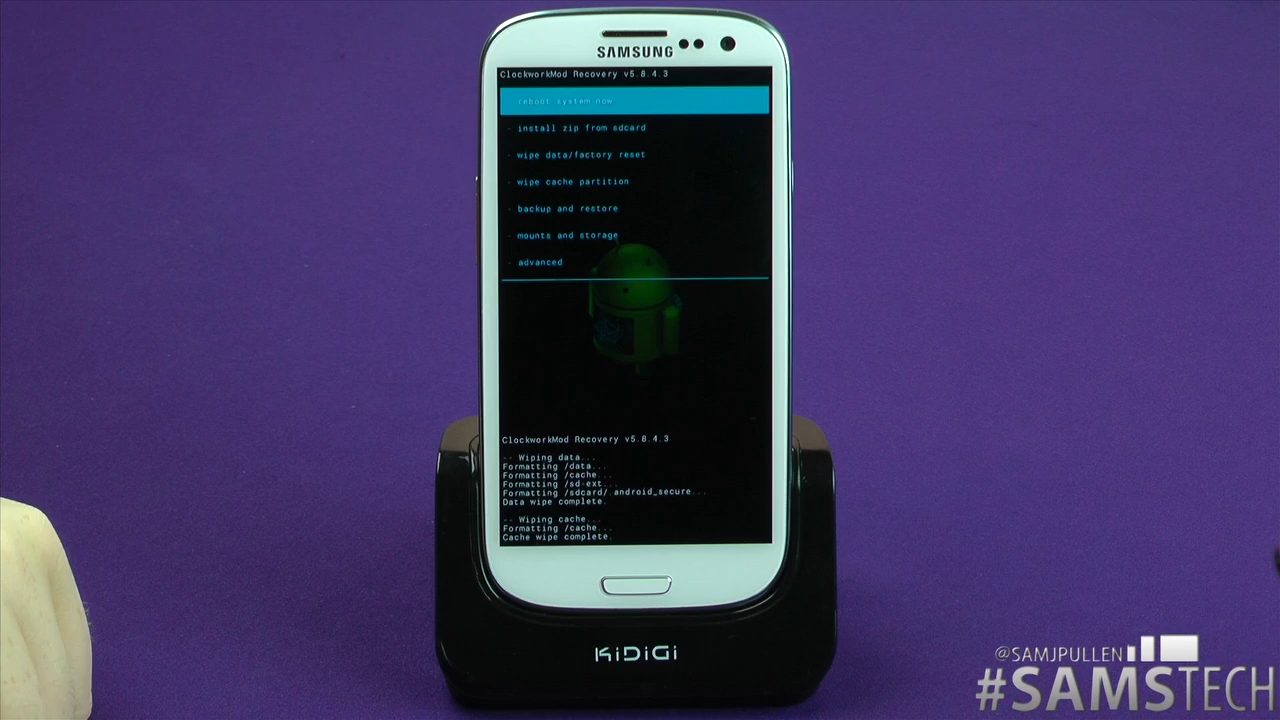 SAMSUNG
ClockworkMod Recovery v5.8.4.3
- reboot system now
- install zip from sdcard
- wipe data/factory reset
- wipe cache partition
- backup and restore
- mounts and storage
- advanced
ClockworkMod Recovery v5.8.4.3
-- Wiping data...
Formatting /data...
Formatting /cache...
Formatting /sd-ext...
Formatting /sdcard/.android_secure...
Data wipe complete.
-- Wiping cache...
Formatting /cache...
Cache wipe complete.
KiDiGi
@SAMJPULLEN
#SAMSTECH